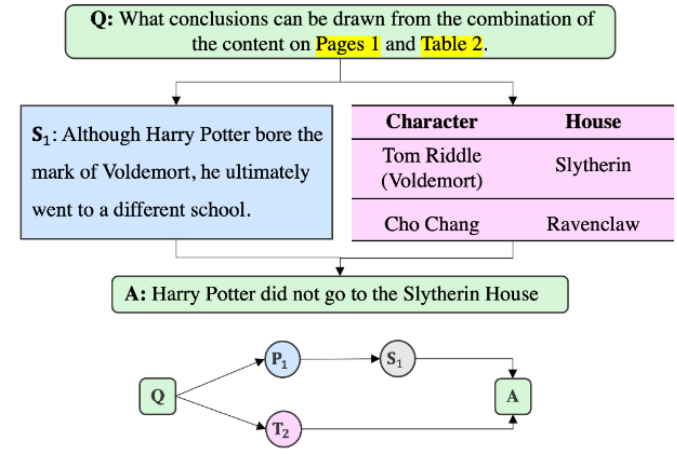 Q: What conclusions can be drawn from the combination of
the content on Pages 1 and Table 2.
S₁: Although Harry Potter bore the
mark of Voldemort, he ultimately
went to a different school.
Character House
Tom Riddle
(Voldemort) Slytherin
Cho Chang Ravenclaw
A: Harry Potter did not go to the Slytherin House
P₁ S₁
Q A
T₂